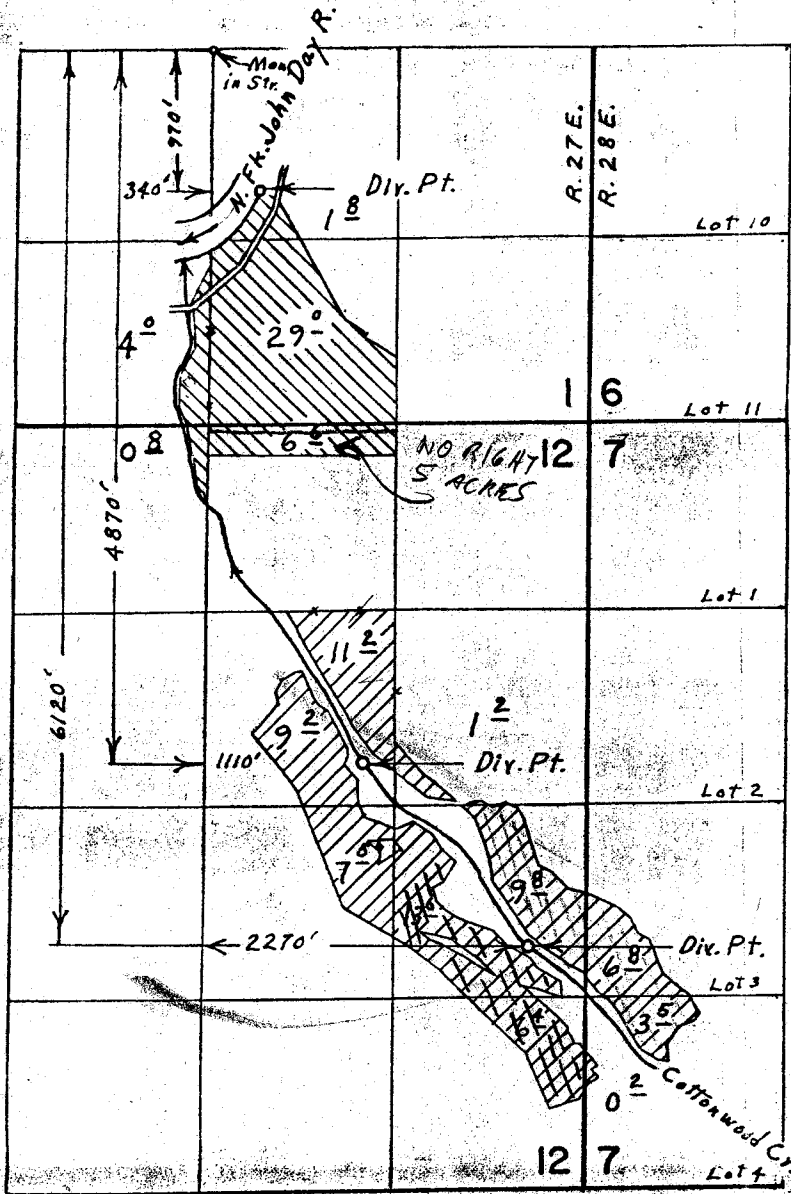 N. Fk. John Day R.
Mon
in Str.
970'
340'
Div. Pt.
R. 27 E.
R. 28 E.
1 8
Lot 10
4 0
29 0
1 6
Lot 11
0 8
6 6
NO RIGHT
5 ACRES
12 7
4870'
Lot 1
11 2
6120'
9 2
1 2
1110'
Div. Pt.
Lot 2
7 0
9 8
2270'
Div. Pt.
6 8
Lot 3
3 5
6 4
0 2
Cottonwood Cr.
12 7
Lot 4